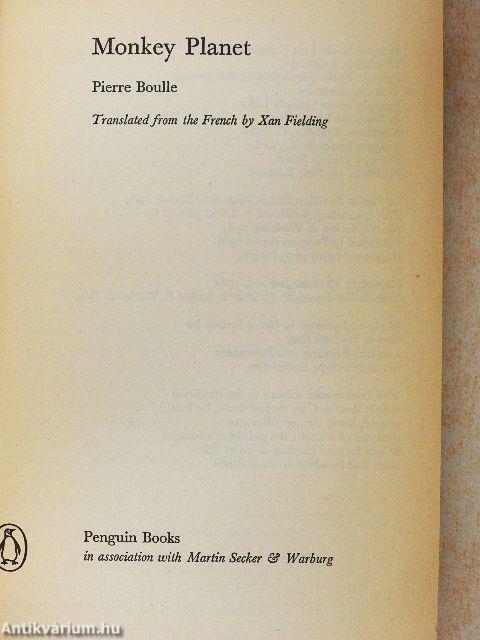 Monkey Planet
Pierre Boulle
Translated from the French by Xan Fielding
Penguin Books
in association with Martin Secker & Warburg
Antikvárium.hu